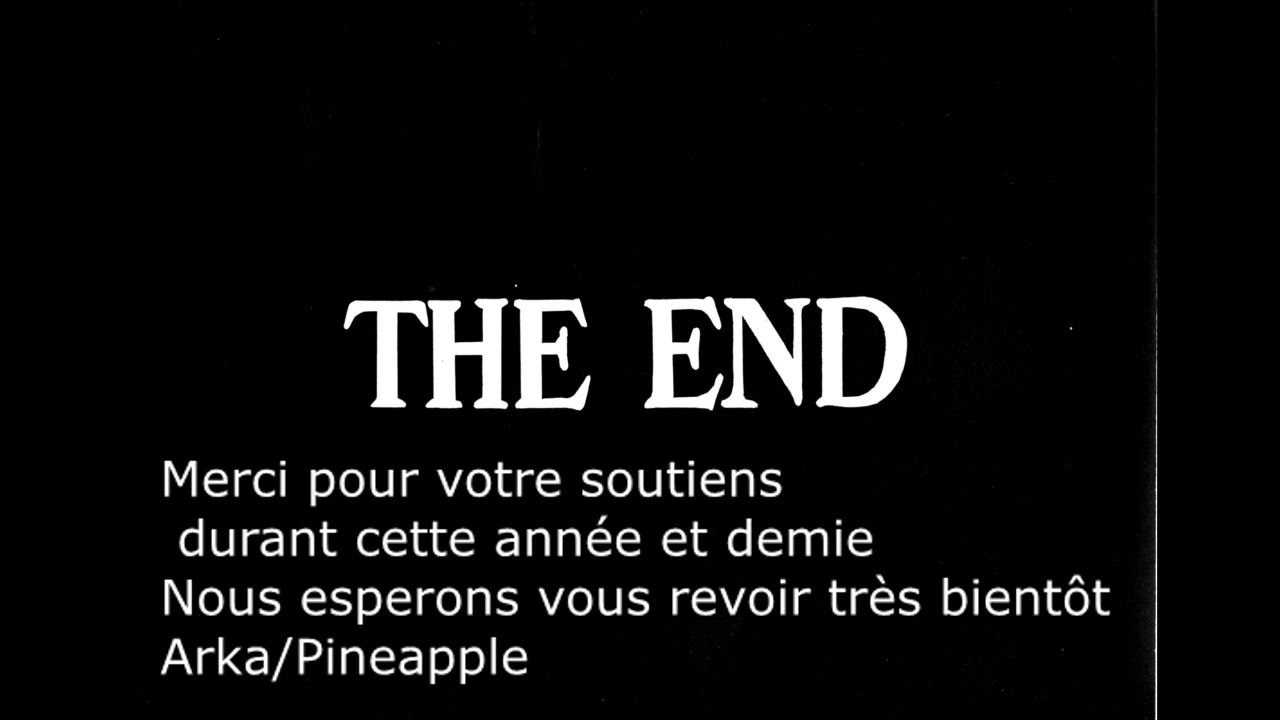 THE END
Merci pour votre soutiens
durant cette année et demie
Nous esperons vous revoir très bientôt
Arka/Pineapple